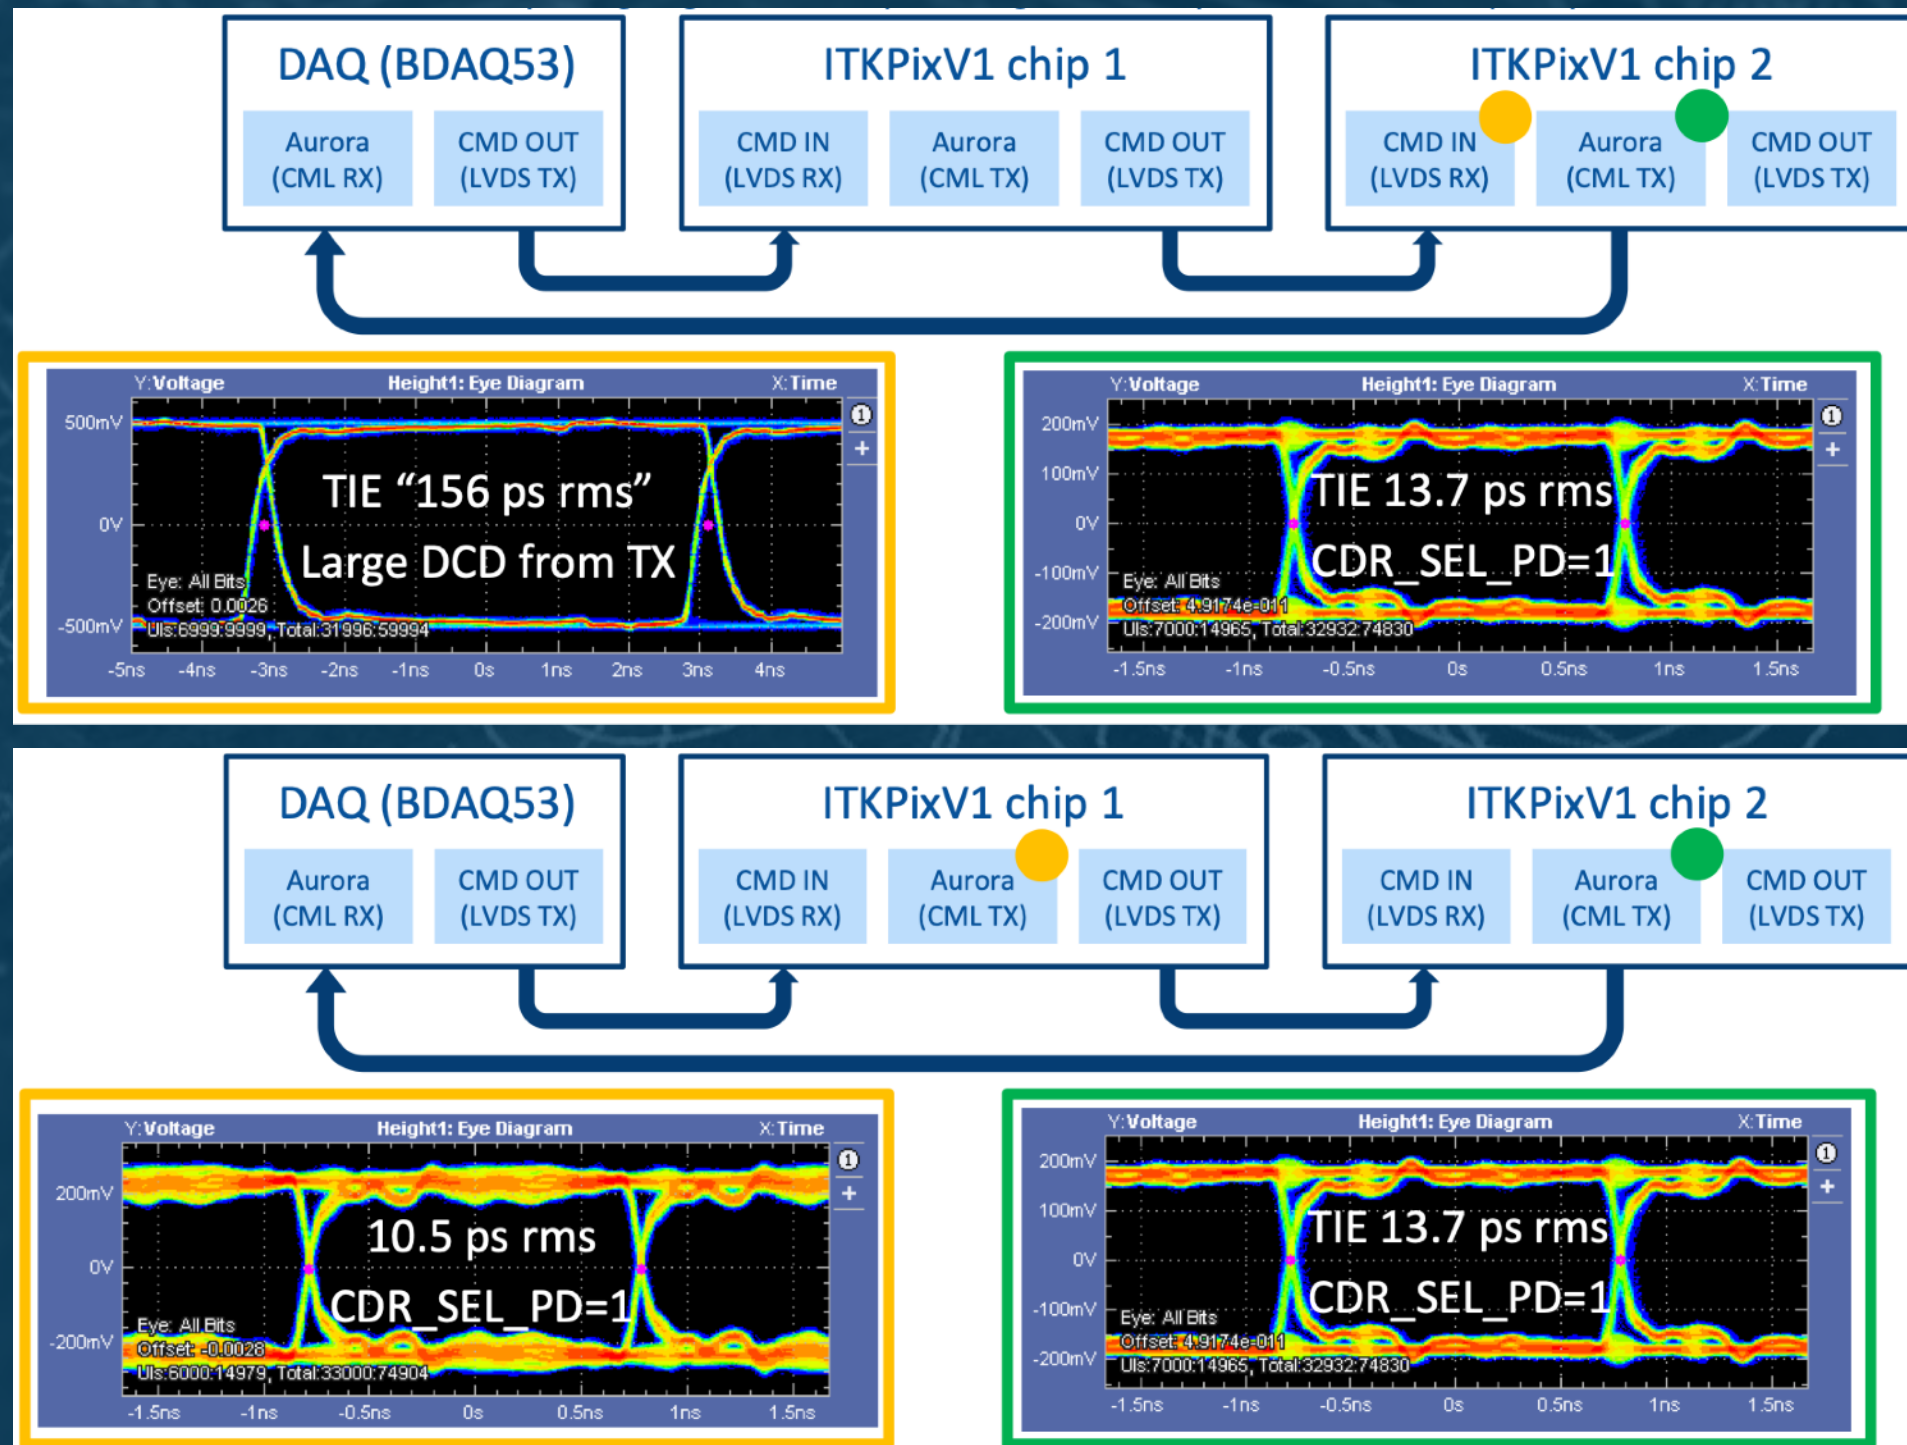 DAQ (BDAQ53)
Aurora
(CML RX)
CMD OUT
(LVDS TX)
ITKPixV1 chip 1
CMD IN
(LVDS RX)
Aurora
(CML TX)
CMD OUT
(LVDS TX)
ITKPixV1 chip 2
CMD IN
(LVDS RX)
Aurora
(CML TX)
CMD OUT
(LVDS TX)
Y:Voltage Height1: Eye Diagram X:Time
500mV
0V
-500mV
TIE “156 ps rms”
Large DCD from TX
Eye: All Bits
Offset: 0.0026
UIs:6999:9999, Total:31996:59994
-5ns -4ns -3ns -2ns -1ns 0s 1ns 2ns 3ns 4ns
1
+
Y:Voltage Height1: Eye Diagram X:Time
200mV
100mV
0V
-100mV
-200mV
TIE 13.7 ps rms
CDR_SEL_PD=1
Eye: All Bits
Offset: 4.9174e-011
UIs:7000:14965, Total:32932:74830
-1.5ns -1ns -0.5ns 0s 0.5ns 1ns 1.5ns
1
+
DAQ (BDAQ53)
Aurora
(CML RX)
CMD OUT
(LVDS TX)
ITKPixV1 chip 1
CMD IN
(LVDS RX)
Aurora
(CML TX)
CMD OUT
(LVDS TX)
ITKPixV1 chip 2
CMD IN
(LVDS RX)
Aurora
(CML TX)
CMD OUT
(LVDS TX)
Y:Voltage Height1: Eye Diagram X:Time
200mV
0V
-200mV
10.5 ps rms
CDR_SEL_PD=1
Eye: All Bits
Offset: -0.0028
UIs:6000:14979, Total:33000:74904
-1.5ns -1ns -0.5ns 0s 0.5ns 1ns 1.5ns
1
+
Y:Voltage Height1: Eye Diagram X:Time
200mV
100mV
0V
-100mV
-200mV
TIE 13.7 ps rms
CDR_SEL_PD=1
Eye: All Bits
Offset: 4.9174e-011
UIs:7000:14965, Total:32932:74830
-1.5ns -1ns -0.5ns 0s 0.5ns 1ns 1.5ns
1
+